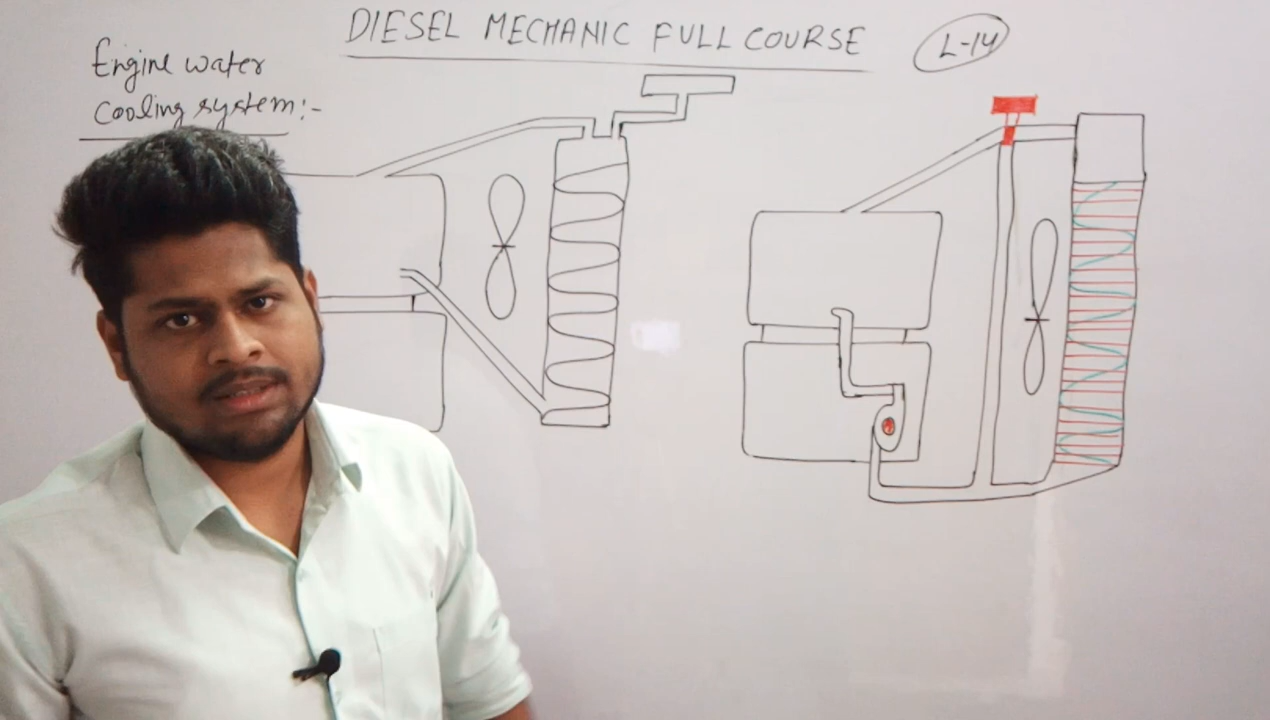 DIESEL MECHANIC FULL COURSE
L-14
Engine water
cooling system:-